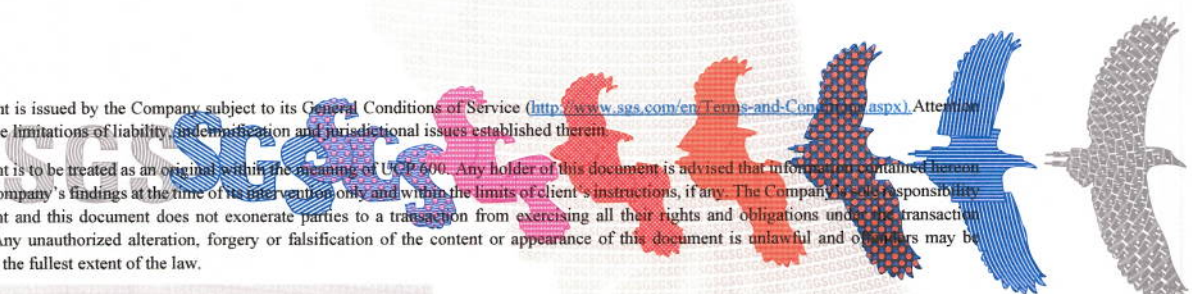 nt is issued by the Company subject to its General Conditions of Service (http://www.sgs.com/en/Terms-and-Conditions.aspx). Attention
e limitations of liability, indemnification and jurisdictional issues established therein.
SGS SGS
nt is to be treated as an original within the meaning of UCP 600. Any holder of this document is advised that information contained hereon
ompany's findings at the time of its intervention only and within the limits of client's instructions, if any. The Company's sole responsibility
nt and this document does not exonerate parties to a transaction from exercising all their rights and obligations under the transaction
Any unauthorized alteration, forgery or falsification of the content or appearance of this document is unlawful and offenders may be
the fullest extent of the law.